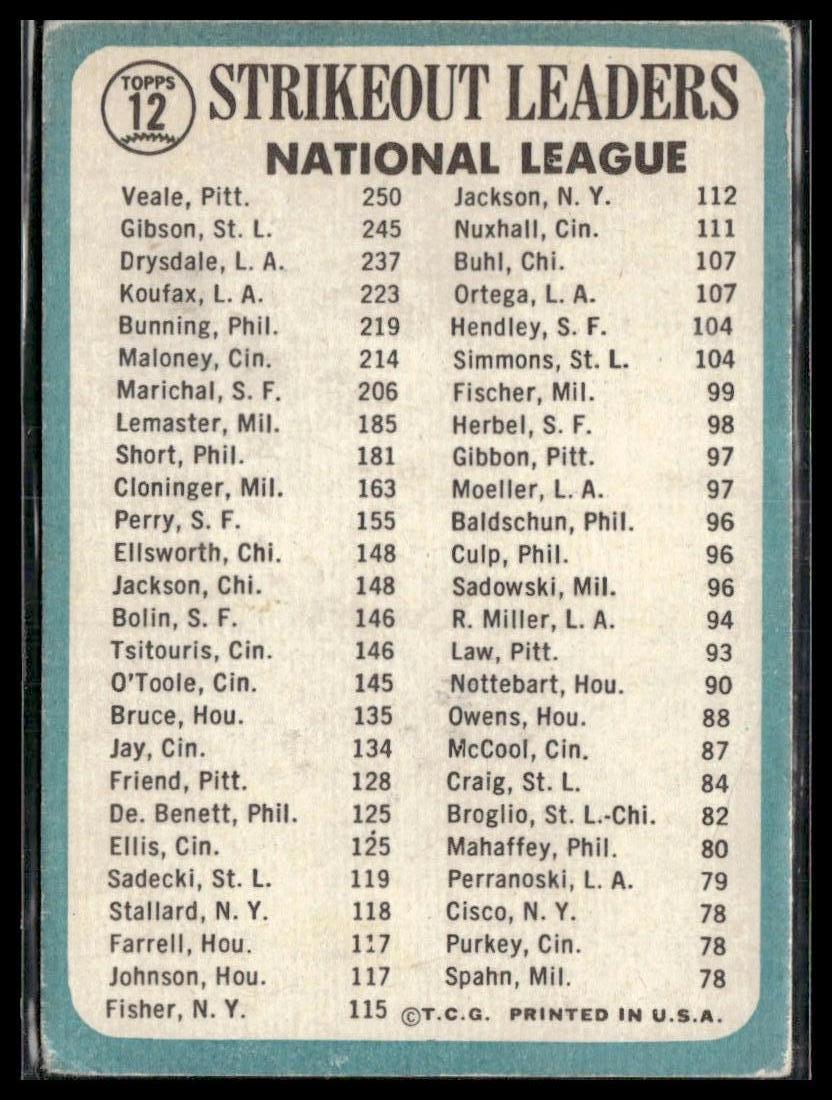 TOPPS
12
STRIKEOUT LEADERS
NATIONAL LEAGUE
Veale, Pitt. 250
Gibson, St. L. 245
Drysdale, L. A. 237
Koufax, L. A. 223
Bunning, Phil. 219
Maloney, Cin. 214
Marichal, S. F. 206
Lemaster, Mil. 185
Short, Phil. 181
Cloninger, Mil. 163
Perry, S. F. 155
Ellsworth, Chi. 148
Jackson, Chi. 148
Bolin, S. F. 146
Tsitouris, Cin. 146
O'Toole, Cin. 145
Bruce, Hou. 135
Jay, Cin. 134
Friend, Pitt. 128
De. Benett, Phil. 125
Ellis, Cin. 125
Sadecki, St. L. 119
Stallard, N. Y. 118
Farrell, Hou. 117
Johnson, Hou. 117
Fisher, N. Y. 115
Jackson, N. Y. 112
Nuxhall, Cin. 111
Buhl, Chi. 107
Ortega, L. A. 107
Hendley, S. F. 104
Simmons, St. L. 104
Fischer, Mil. 99
Herbel, S. F. 98
Gibbon, Pitt. 97
Moeller, L. A. 97
Baldschun, Phil. 96
Culp, Phil. 96
Sadowski, Mil. 96
R. Miller, L. A. 94
Law, Pitt. 93
Nottebart, Hou. 90
Owens, Hou. 88
McCool, Cin. 87
Craig, St. L. 84
Broglio, St. L.-Chi. 82
Mahaffey, Phil. 80
Perranoski, L. A. 79
Cisco, N. Y. 78
Purkey, Cin. 78
Spahn, Mil. 78
©T.C.G. PRINTED IN U.S.A.